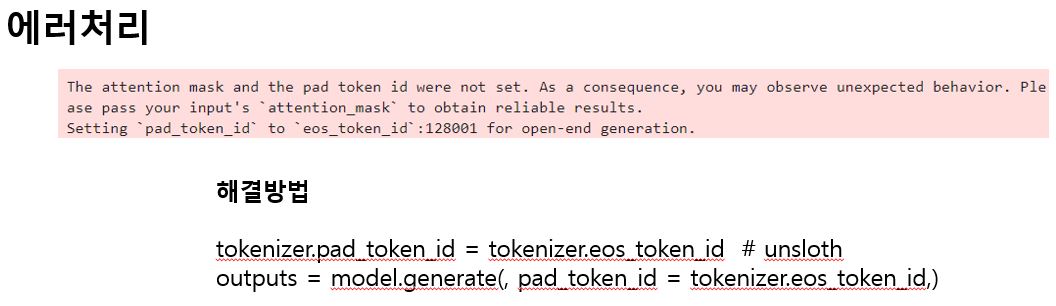 에러처리
The attention mask and the pad token id were not set. As a consequence, you may observe unexpected behavior. Ple
ase pass your input's `attention_mask` to obtain reliable results.
Setting `pad_token_id` to `eos_token_id`:128001 for open-end generation.
해결방법
tokenizer.pad_token_id = tokenizer.eos_token_id  # unsloth
outputs = model.generate(, pad_token_id = tokenizer.eos_token_id,)